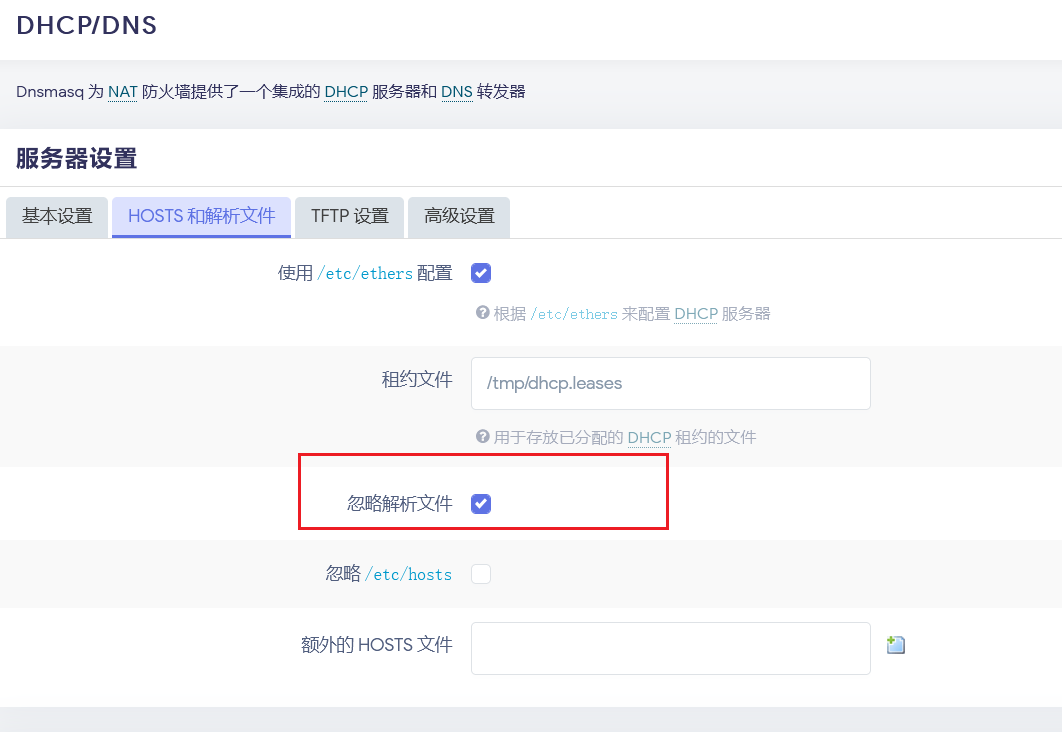 DHCP/DNS
Dnsmasq 为 NAT 防火墙提供了一个集成的 DHCP 服务器和 DNS 转发器
服务器设置
基本设置 HOSTS 和解析文件 TFTP 设置 高级设置
使用 /etc/ethers 配置
根据 /etc/ethers 来配置 DHCP 服务器
租约文件 /tmp/dhcp.leases
用于存放已分配的 DHCP 租约的文件
忽略解析文件
忽略 /etc/hosts
额外的 HOSTS 文件